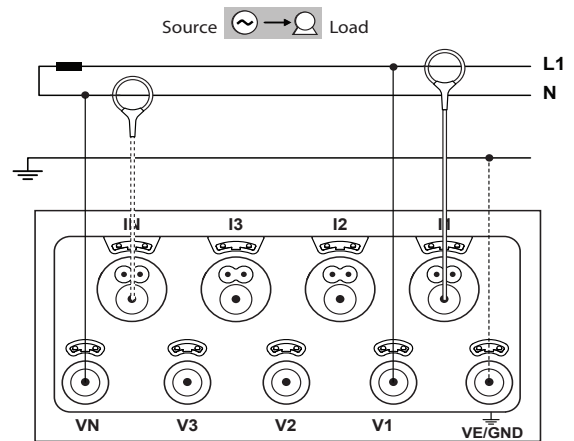 Source Load
L1
N
IN I3 I2 I1
VN V3 V2 V1 VE/GND